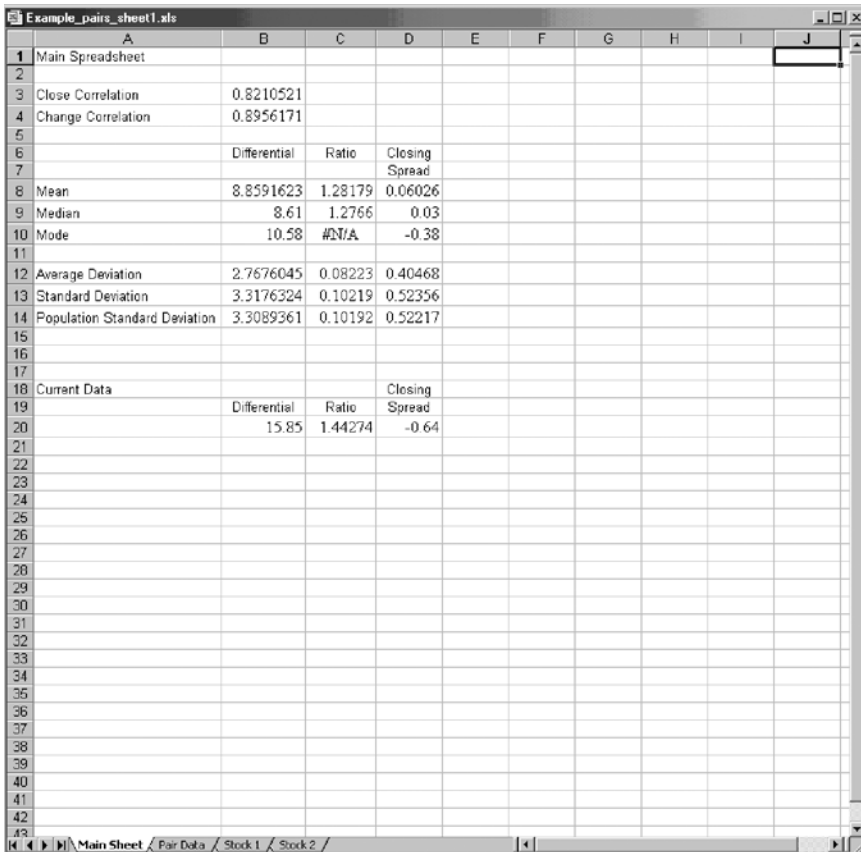 Example_pairs_sheet1.xls
A B C D E F G H I J
1 Main Spreadsheet
2
3 Close Correlation 0.8210521
4 Change Correlation 0.8956171
5
6 Differential Ratio Closing
7 Spread
8 Mean 8.8591623 1.28179 0.06026
9 Median 8.61 1.2766 0.03
10 Mode 10.58 #N/A -0.38
11
12 Average Deviation 2.7676045 0.08223 0.40468
13 Standard Deviation 3.3176324 0.10219 0.52356
14 Population Standard Deviation 3.3089361 0.10192 0.52217
15
16
17
18 Current Data Closing
19 Differential Ratio Spread
20 15.85 1.44274 -0.64
21
22
23
24
25
26
27
28
29
30
31
32
33
34
35
36
37
38
39
40
41
42
43
Main Sheet / Pair Data / Stock 1 / Stock 2 /